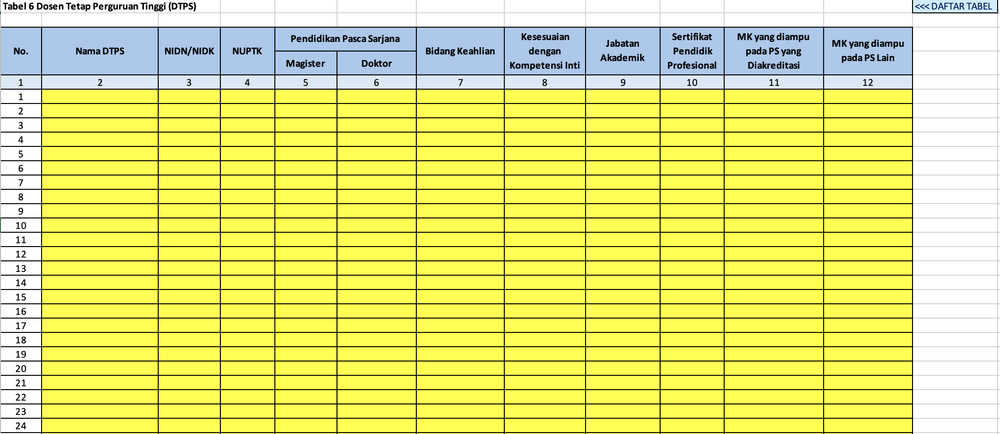 Tabel 6 Dosen Tetap Perguruan Tinggi (DTPS)
<<< DAFTAR TABEL
No.
Nama DTPS
NIDN/NIDK
NUPTK
Pendidikan Pasca Sarjana
Magister
Doktor
Bidang Keahlian
Kesesuaian
dengan
Kompetensi Inti
Jabatan
Akademik
Sertifikat
Pendidik
Profesional
MK yang diampu
pada PS yang
Diakreditasi
MK yang diampu
pada PS Lain
1 2 3 4 5 6 7 8 9 10 11 12
1
2
3
4
5
6
7
8
9
10
11
12
13
14
15
16
17
18
19
20
21
22
23
24